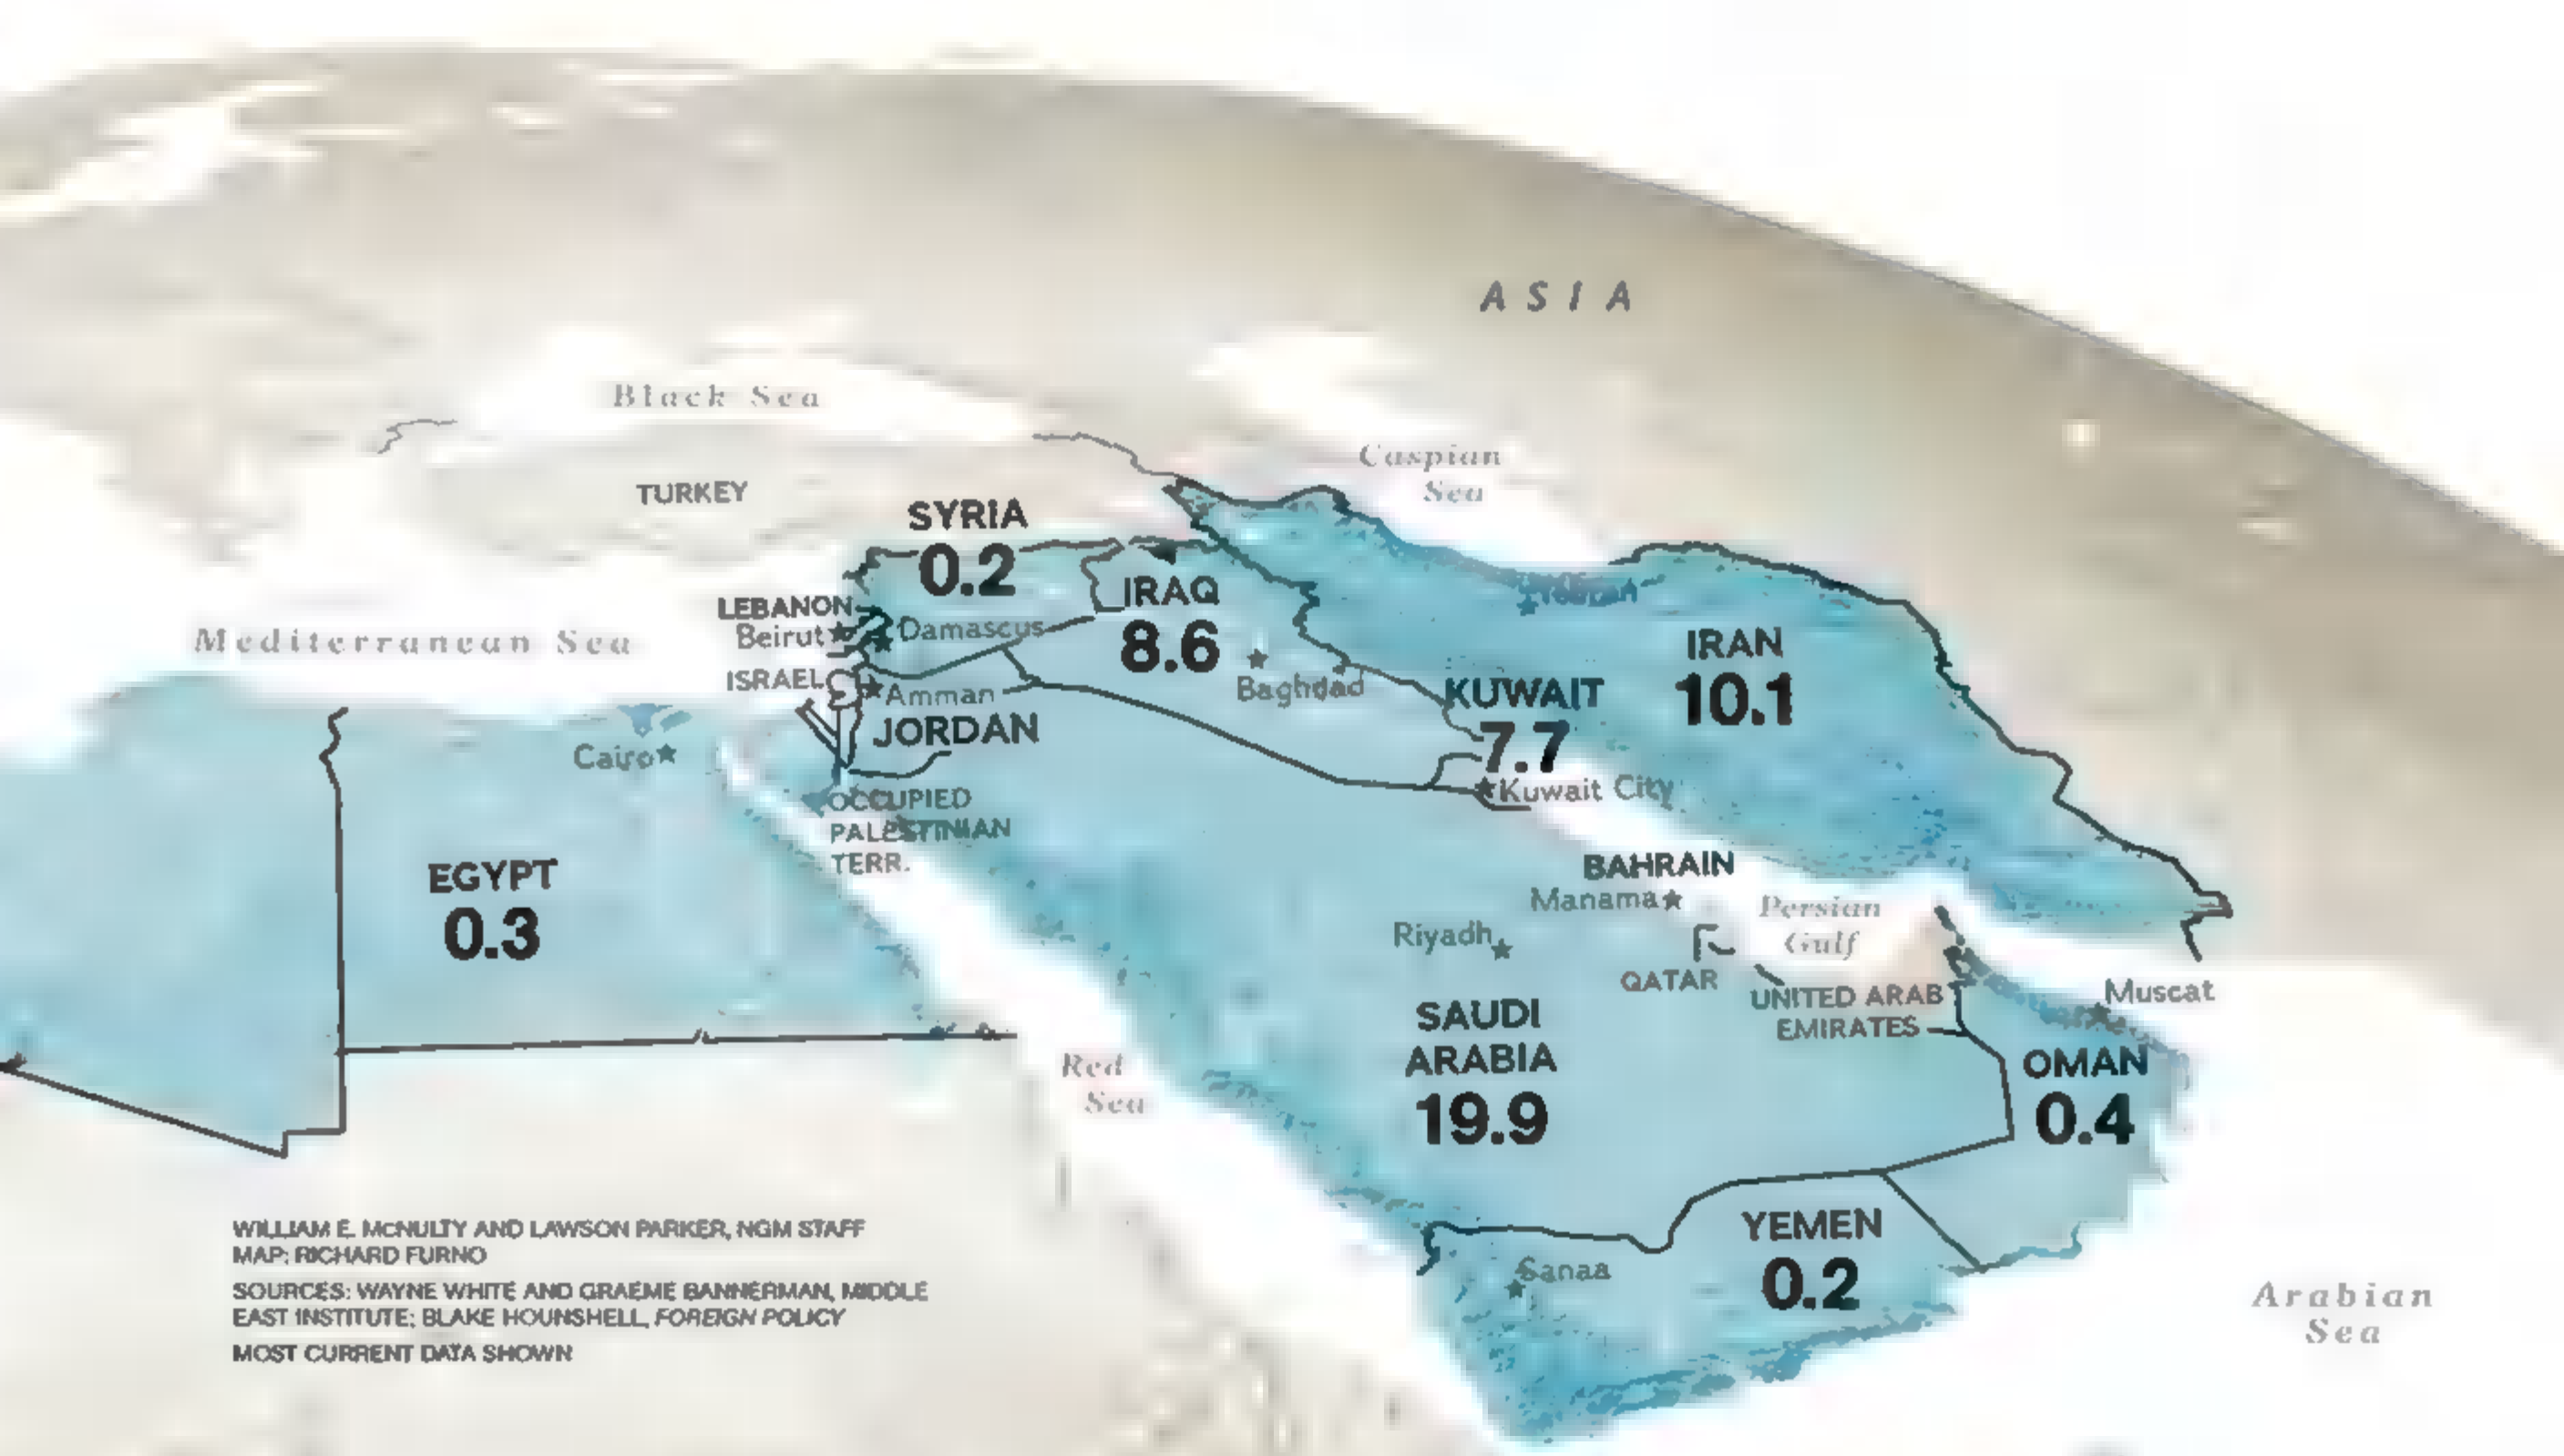 ASIA
Black Sea
Caspian
Sea
TURKEY
SYRIA
0.2
IRAQ
8.6
Tehran
LEBANON
Beirut
Damascus
Mediterranean Sea
IRAN
10.1
ISRAEL
Amman
Baghdad
KUWAIT
7.7
JORDAN
Cairo
Kuwait City
OCCUPIED
PALESTINIAN
TERR.
EGYPT
0.3
BAHRAIN
Manama
Persian
Gulf
Riyadh
QATAR
UNITED ARAB
EMIRATES
Muscat
SAUDI
ARABIA
19.9
Red
Sea
OMAN
0.4
YEMEN
0.2
Sanaa
WILLIAM E. MCNULTY AND LAWSON PARKER, NGM STAFF
MAP: RICHARD FURNO
SOURCES: WAYNE WHITE AND GRAEME BANNERMAN, MIDDLE
EAST INSTITUTE; BLAKE HOUNSHELL, FOREIGN POLICY
MOST CURRENT DATA SHOWN
Arabian
Sea